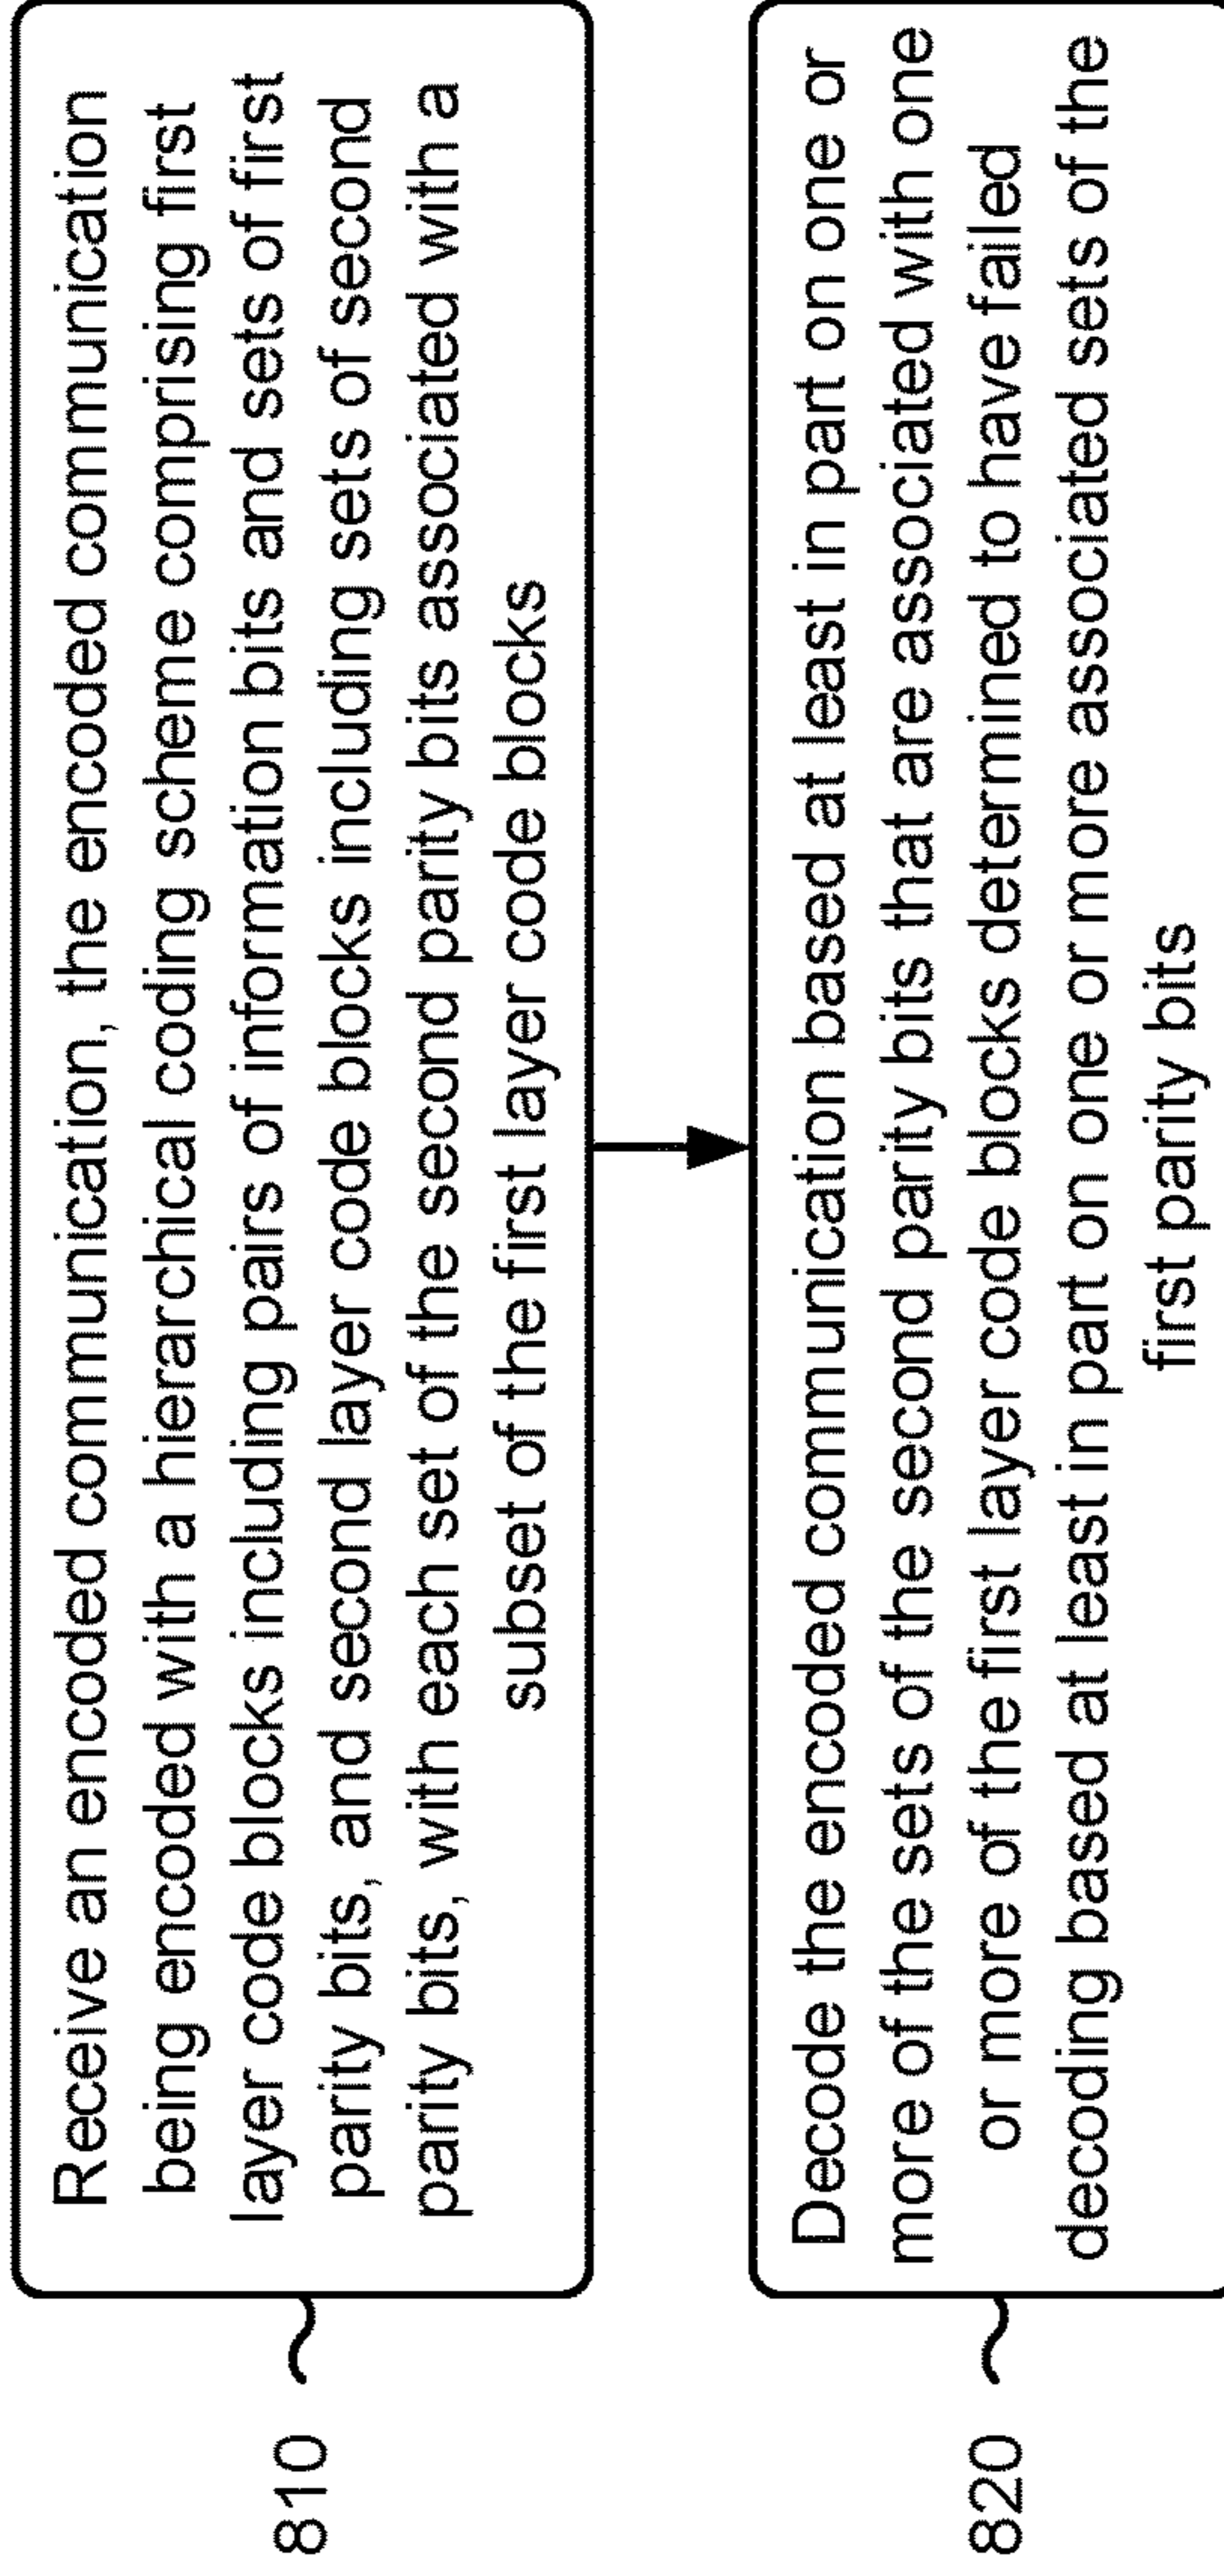 810
Receive an encoded communication, the encoded communication
being encoded with a hierarchical coding scheme comprising first
layer code blocks including pairs of information bits and sets of first
parity bits, and second layer code blocks including sets of second
parity bits, with each set of the second parity bits associated with a
subset of the first layer code blocks
820
Decode the encoded communication based at least in part on one or
more of the sets of the second parity bits that are associated with one
or more of the first layer code blocks determined to have failed
decoding based at least in part on one or more associated sets of the
first parity bits